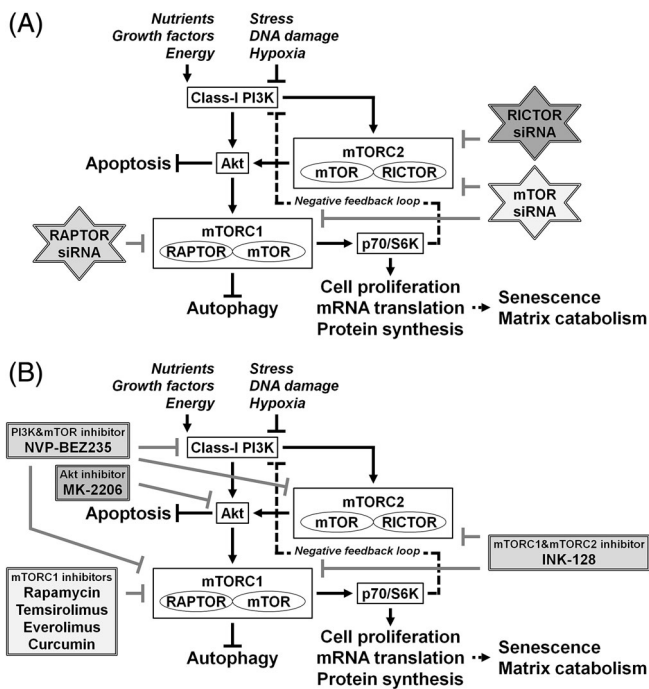 (A)
Nutrients
Growth factors
Energy
Stress
DNA damage
Hypoxia
Class-I PI3K
RICTOR
siRNA
mTORC2
mTOR
RICTOR
Apoptosis
Akt
mTOR
siRNA
Negative feedback loop
RAPTOR
siRNA
mTORC1
RAPTOR
mTOR
p70/S6K
Autophagy
Cell proliferation
mRNA translation
Protein synthesis
Senescence
Matrix catabolism
(B)
Nutrients
Growth factors
Energy
Stress
DNA damage
Hypoxia
PI3K&mTOR inhibitor
NVP-BEZ235
Class-I PI3K
Akt inhibitor
MK-2206
mTORC2
mTOR
RICTOR
Apoptosis
Akt
mTORC1&mTORC2 inhibitor
INK-128
Negative feedback loop
mTORC1 inhibitors
Rapamycin
Temsirolimus
Everolimus
Curcumin
mTORC1
RAPTOR
mTOR
p70/S6K
Autophagy
Cell proliferation
mRNA translation
Protein synthesis
Senescence
Matrix catabolism